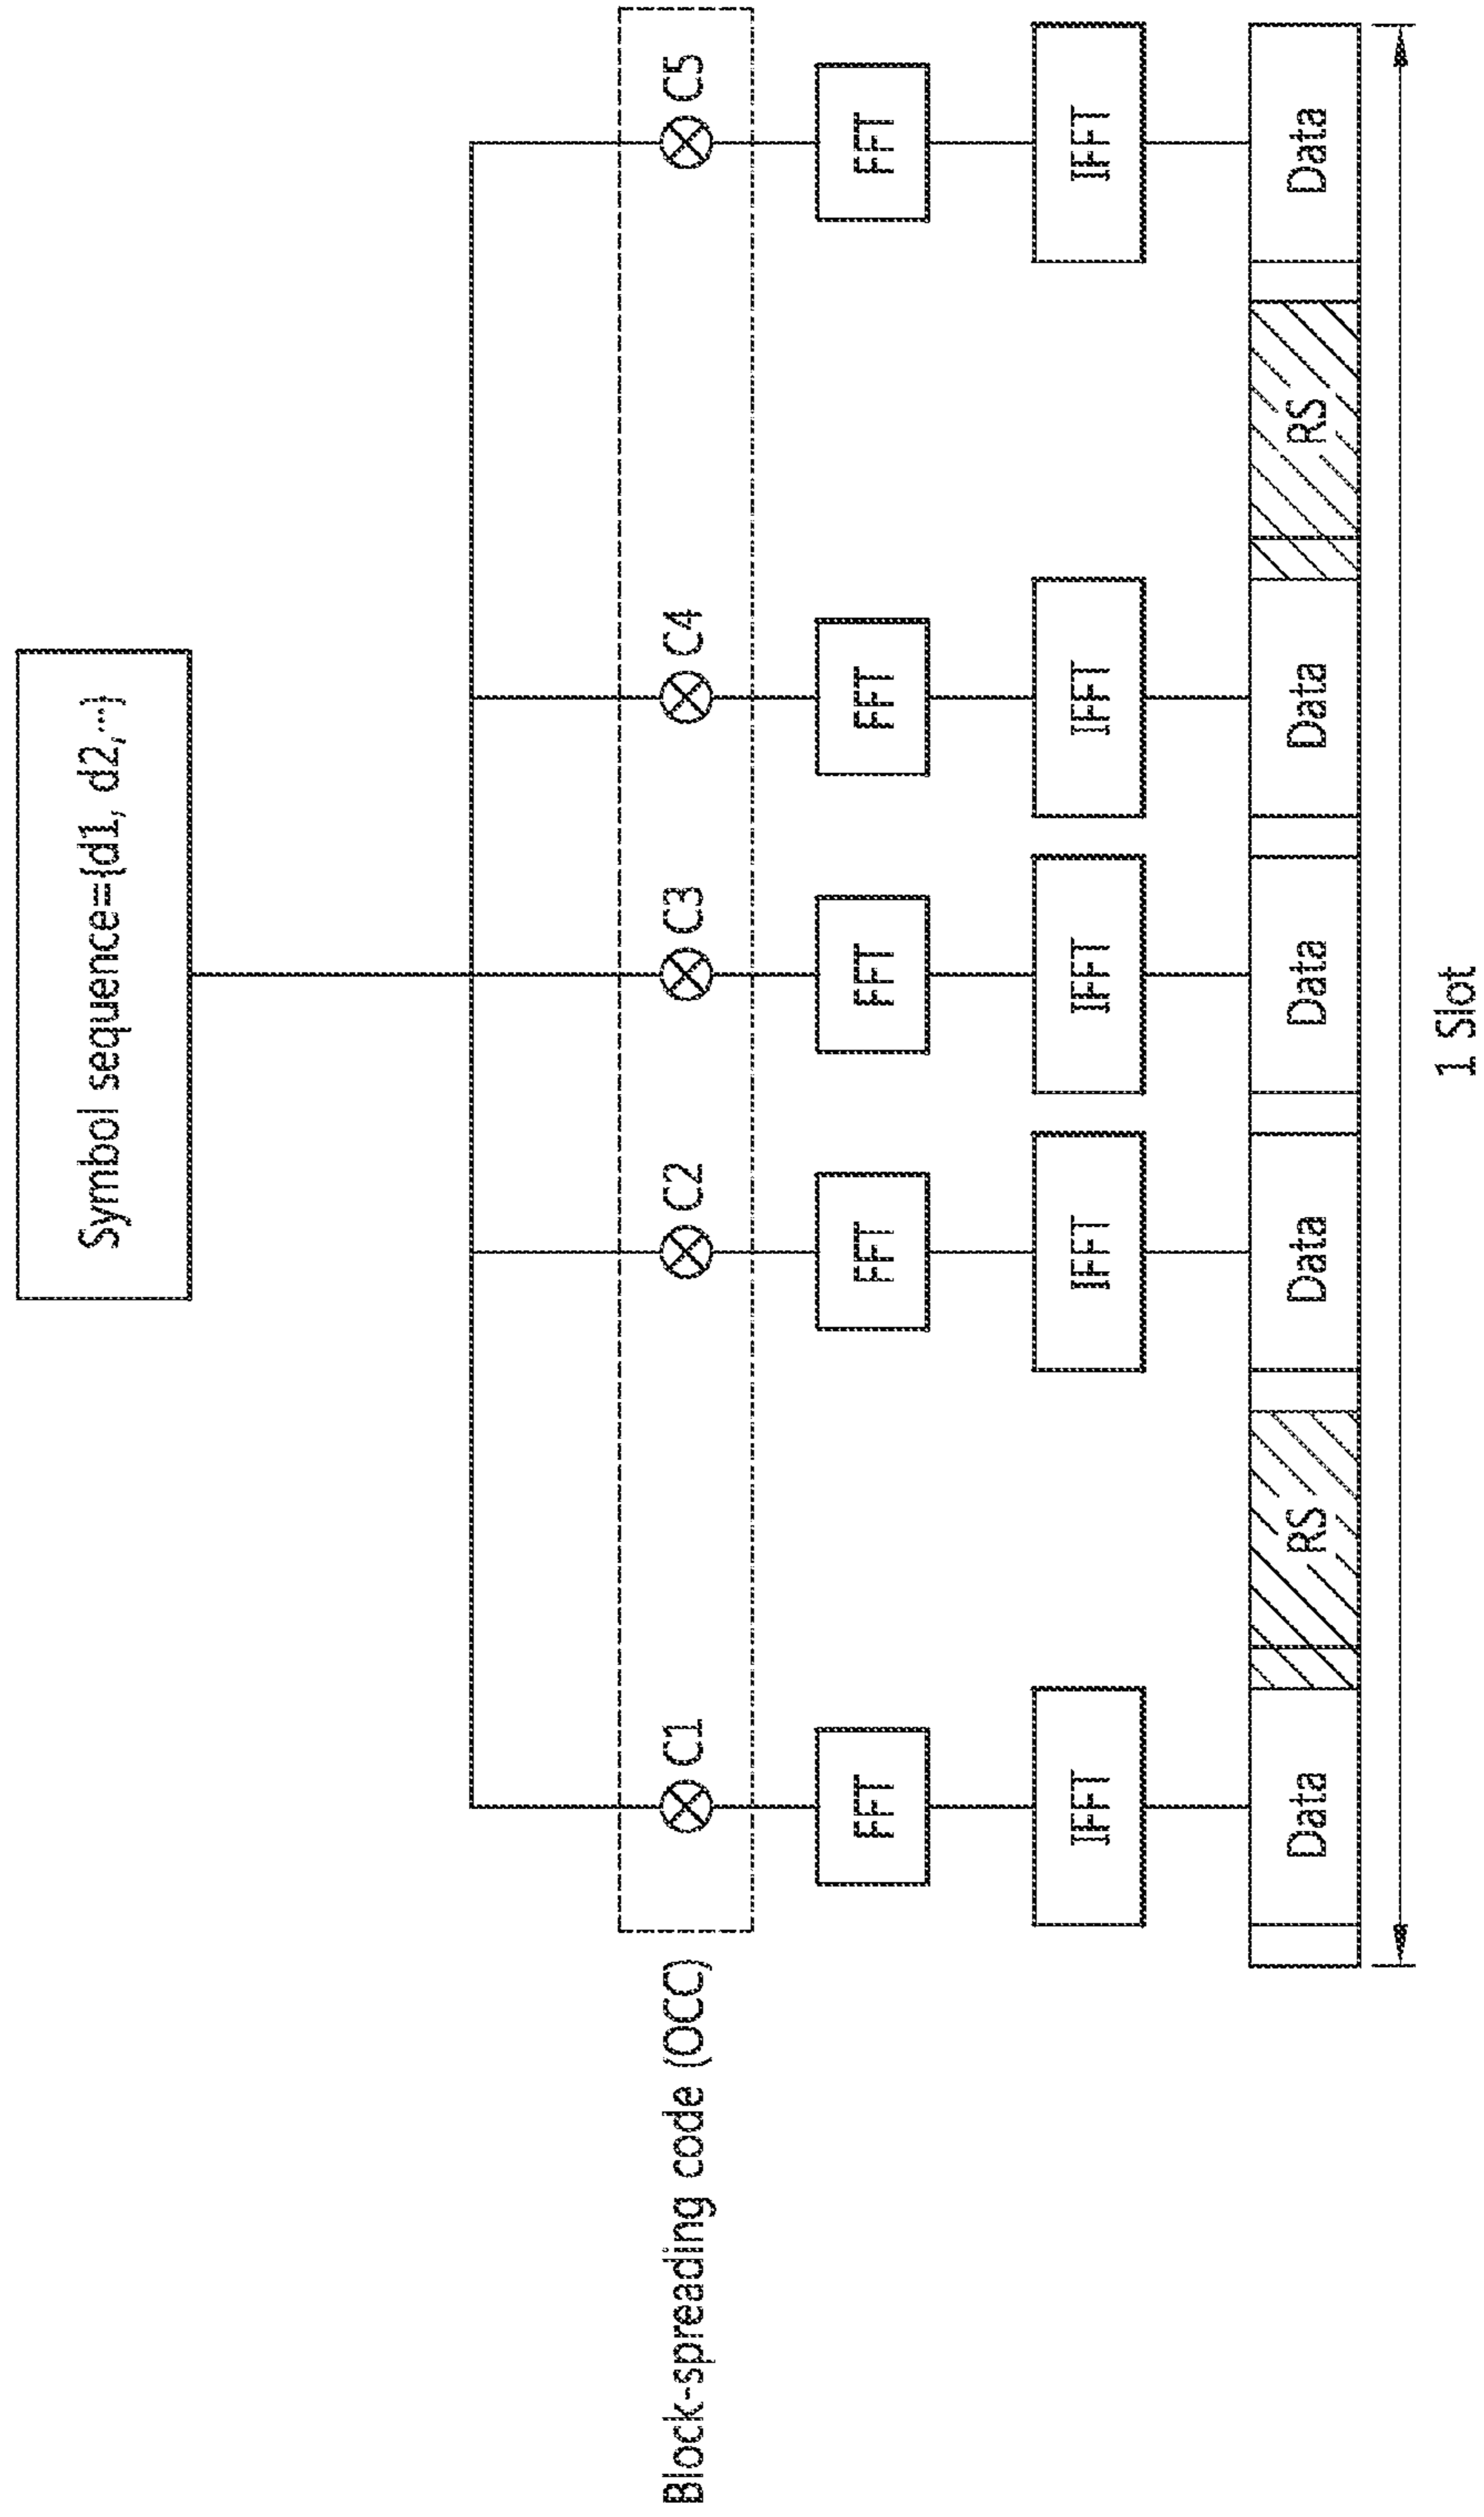 Symbol sequence={d1, d2,···}
Block-spreading code (OCC)
C1 C2 C3 C4 C5
FFT FFT FFT FFT FFT
IFFT IFFT IFFT IFFT IFFT
Data RS Data Data Data RS Data
1 Slot